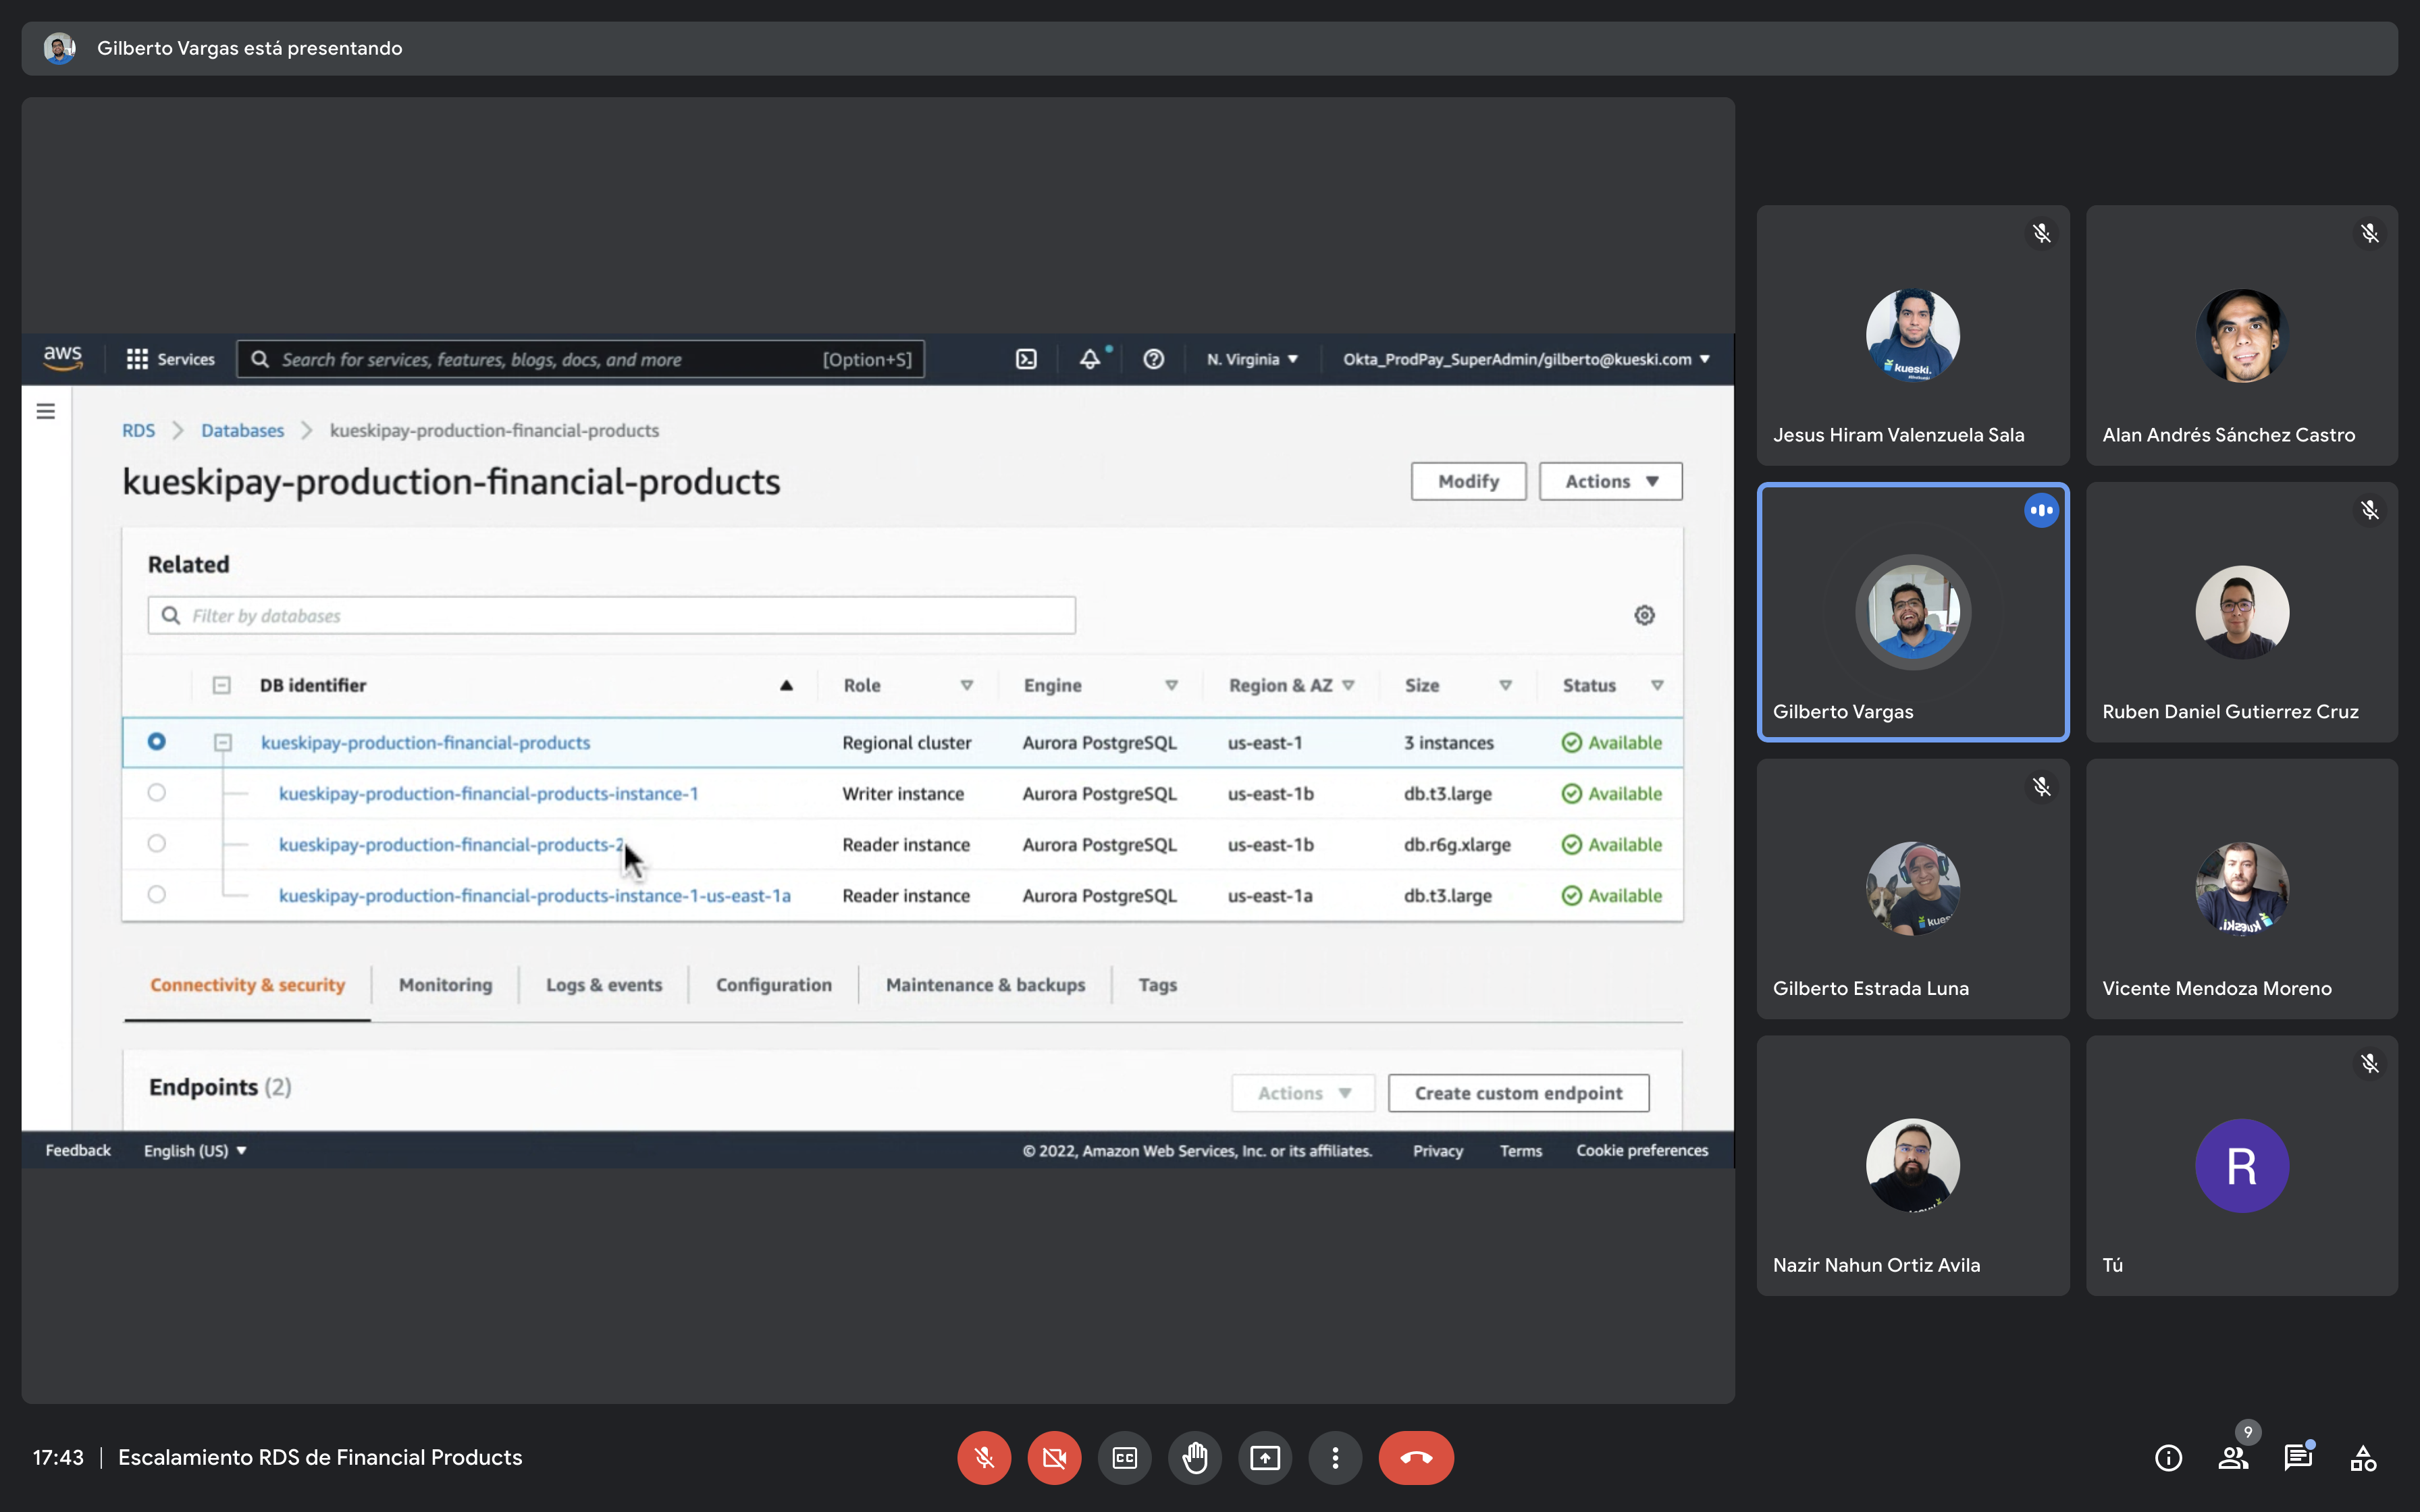 Gilberto Vargas está presentando
aws
Services
Search for services, features, blogs, docs, and more
[Option+S]
N. Virginia
Okta_ProdPay_SuperAdmin/gilberto@kueski.com
RDS
Databases
kueskipay-production-financial-products
kueskipay-production-financial-products
Modify
Actions
Related
Filter by databases
DB identifier Role Engine Region & AZ Size Status
kueskipay-production-financial-products Regional cluster Aurora PostgreSQL us-east-1 3 instances Available
kueskipay-production-financial-products-instance-1 Writer instance Aurora PostgreSQL us-east-1b db.t3.large Available
kueskipay-production-financial-products-2 Reader instance Aurora PostgreSQL us-east-1b db.r6g.xlarge Available
kueskipay-production-financial-products-instance-1-us-east-1a Reader instance Aurora PostgreSQL us-east-1a db.t3.large Available
Connectivity & security Monitoring Logs & events Configuration Maintenance & backups Tags
Endpoints (2)
Actions
Create custom endpoint
Feedback English (US)
© 2022, Amazon Web Services, Inc. or its affiliates. Privacy Terms Cookie preferences
kueski.
Jesus Hiram Valenzuela Sala
Alan Andrés Sánchez Castro
Gilberto Vargas
Ruben Daniel Gutierrez Cruz
Gilberto Estrada Luna
kueski.
Vicente Mendoza Moreno
Nazir Nahun Ortiz Avila
R
Tú
17:43
Escalamiento RDS de Financial Products
CC
9